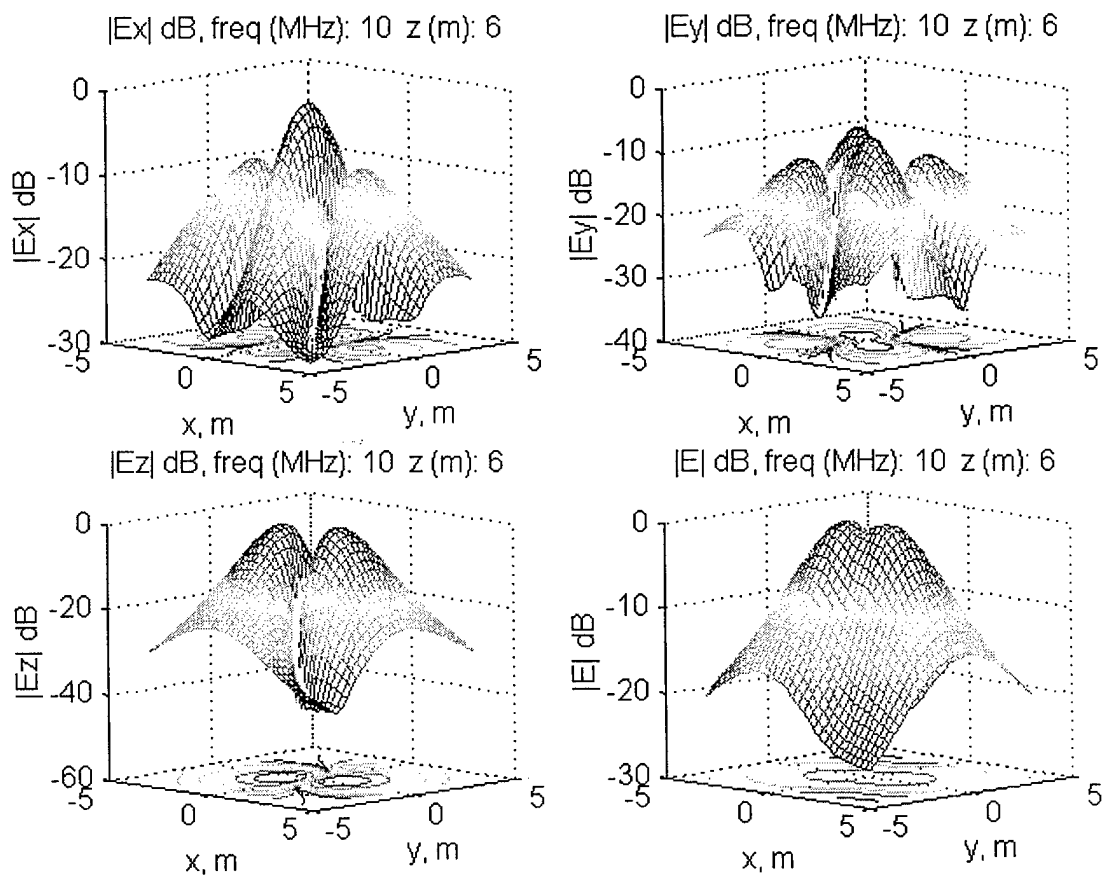 |Ex| dB, freq (MHz): 10 z (m): 6
0
-10
-20
-30
|Ex| dB
-5
0
5
x, m
-5
0
5
y, m
|Ey| dB, freq (MHz): 10 z (m): 6
0
-10
-20
-30
-40
|Ey| dB
-5
0
5
x, m
-5
0
5
y, m
|Ez| dB, freq (MHz): 10 z (m): 6
0
-20
-40
-60
|Ez| dB
-5
0
5
x, m
-5
0
5
y, m
|E| dB, freq (MHz): 10 z (m): 6
0
-10
-20
-30
|E| dB
-5
0
5
x, m
-5
0
5
y, m